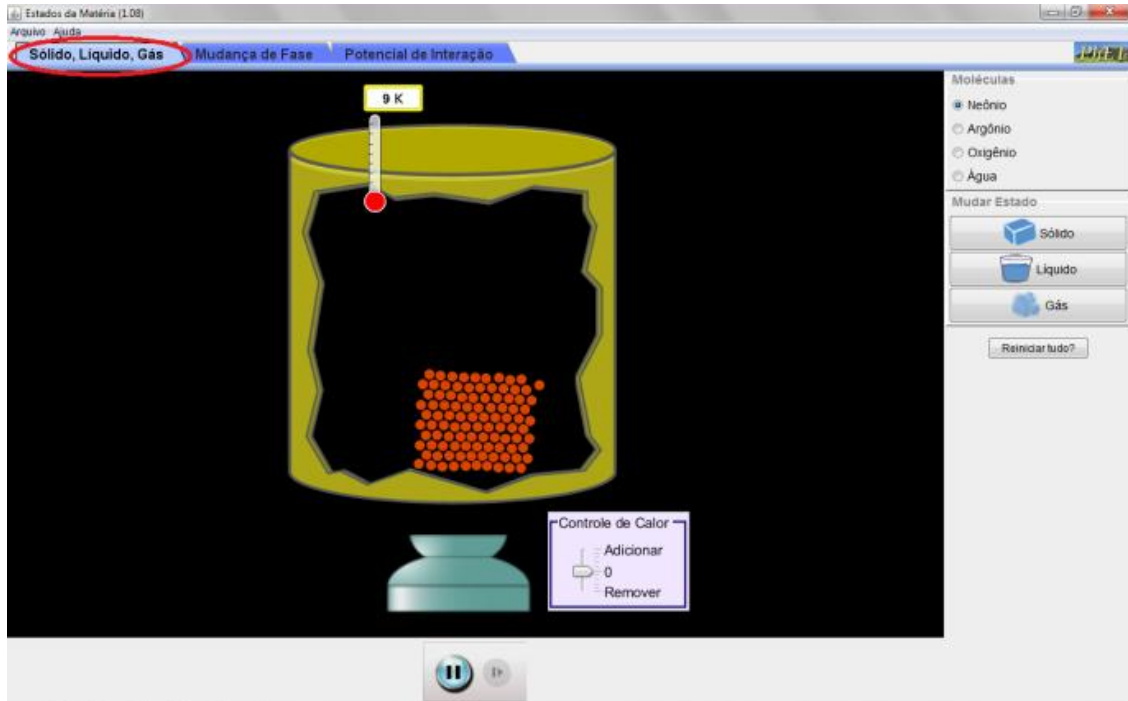 Estados da Matéria (1.08)
Arquivo Ajuda
Sólido, Líquido, Gás Mudança de Fase Potencial de Interação
9 K
Moléculas
Neônio
Argônio
Oxigênio
Água
Mudar Estado
Sólido
Líquido
Gás
Reiniciar tudo?
Controle de Calor
Adicionar
0
Remover